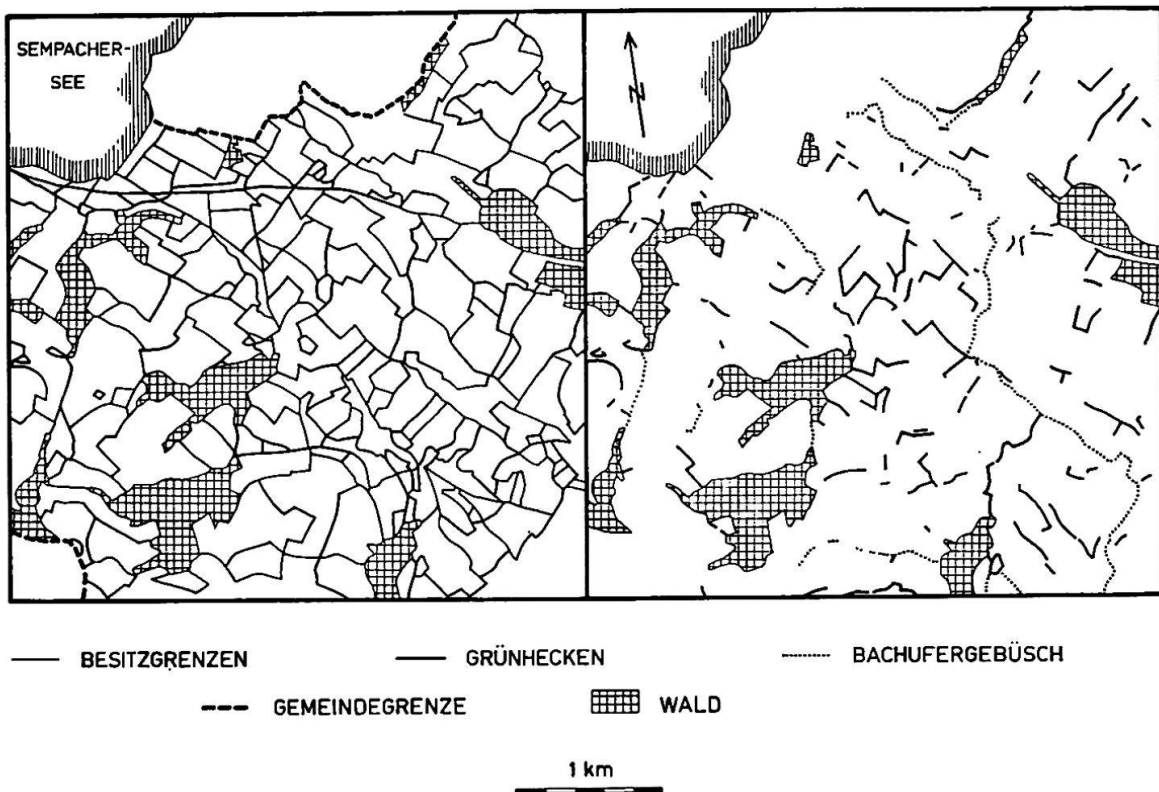 SEMPACHER-
SEE
N
BESITZGRENZEN
GRÜNHECKEN
BACHUFERGEBÜSCH
GEMEINDEGRENZE
WALD
1 km